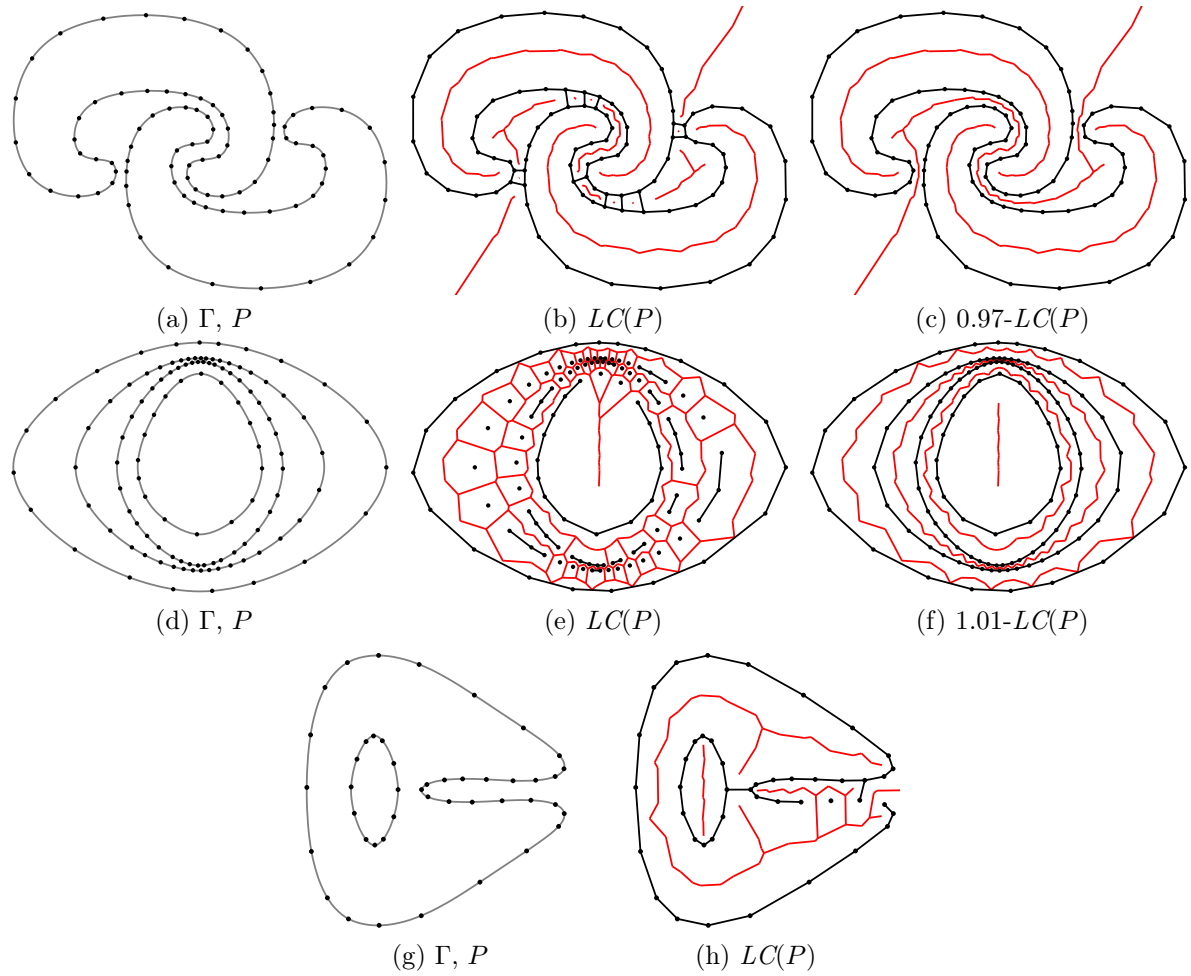 (a) Γ, P
(b) LC(P)
(c) 0.97-LC(P)
(d) Γ, P
(e) LC(P)
(f) 1.01-LC(P)
(g) Γ, P
(h) LC(P)